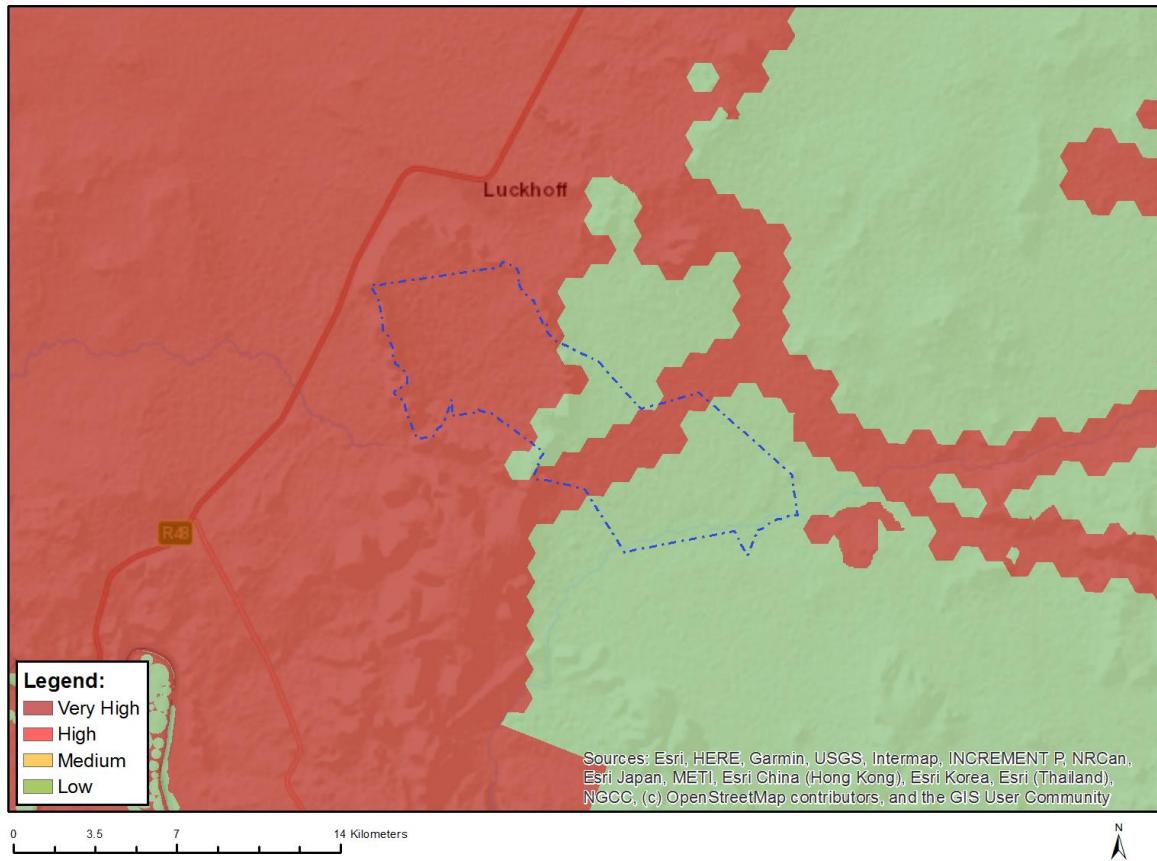 Luckhoff
R48
Legend:
Very High
High
Medium
Low
Sources: Esri, HERE, Garmin, USGS, Intermap, INCREMENT P, NRCan,
Esri Japan, METI, Esri China (Hong Kong), Esri Korea, Esri (Thailand),
NGCC, (c) OpenStreetMap contributors, and the GIS User Community
0 3.5 7 14 Kilometers
N